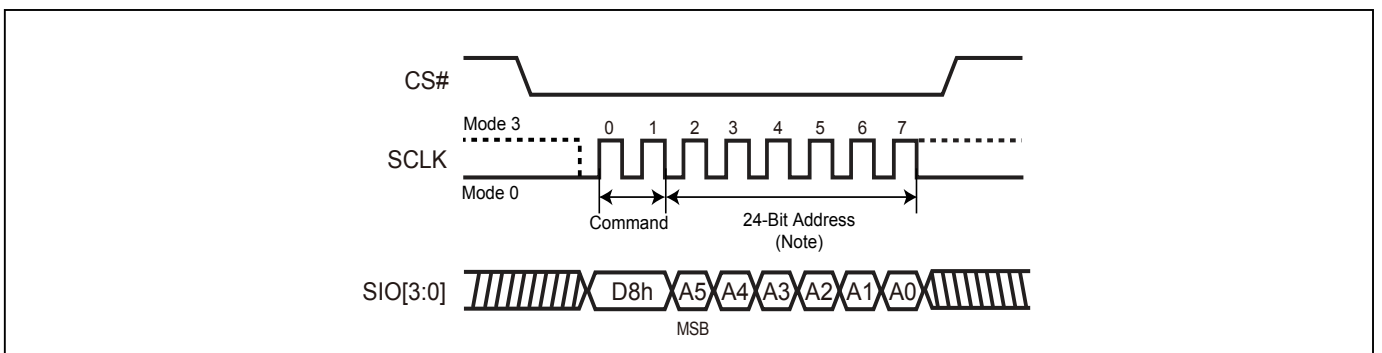 CS#
Mode 3
0 1 2 3 4 5 6 7
SCLK
Mode 0
Command
24-Bit Address
(Note)
SIO[3:0]
D8h A5 A4 A3 A2 A1 A0
MSB